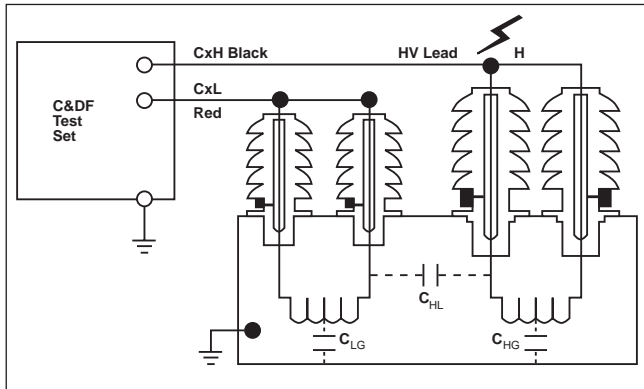 CxH Black
HV Lead
H
CxL
Red
C&DF
Test
Set
CHL
CLG
CHG